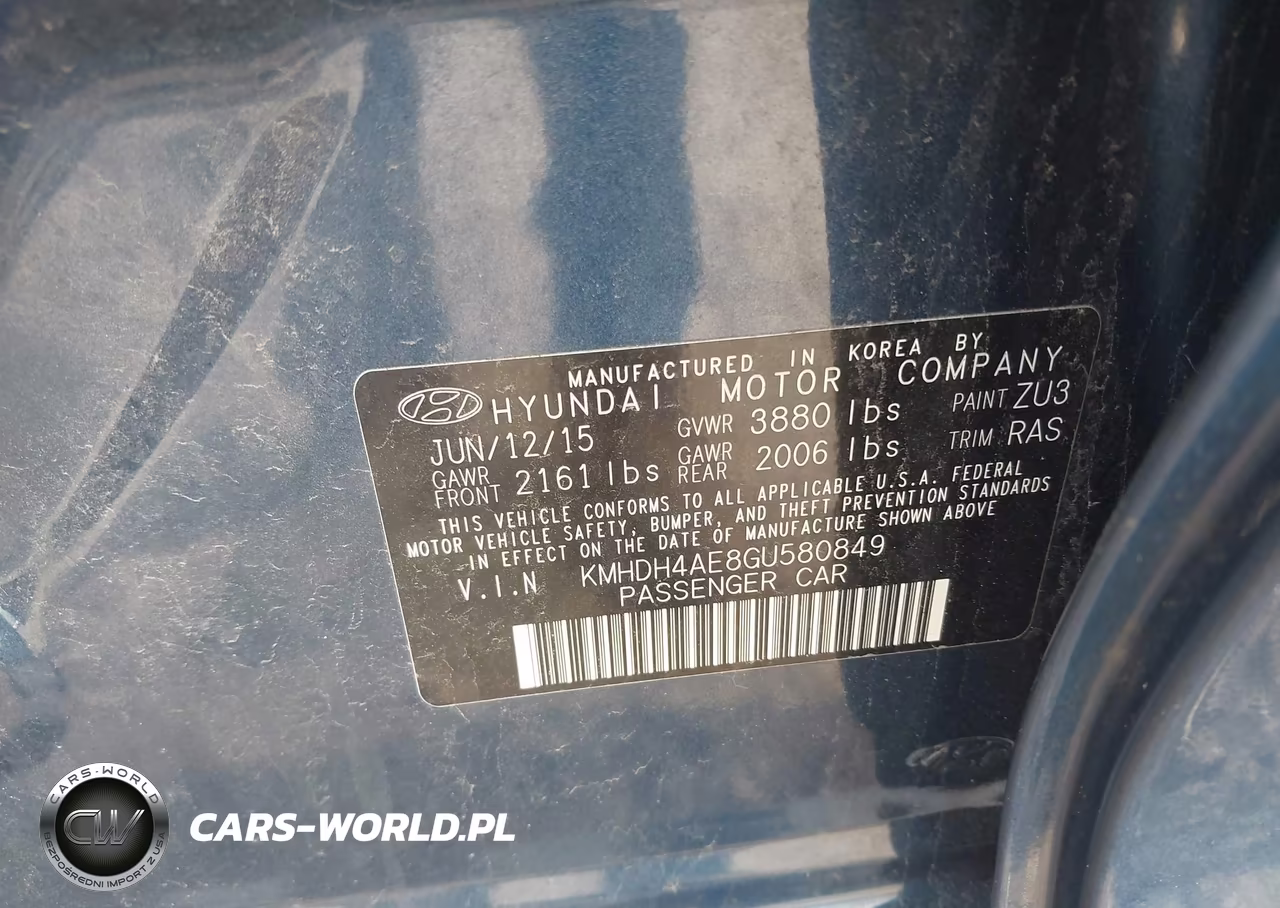 MANUFACTURED IN KOREA BY
HYUNDAI MOTOR COMPANY
JUN/12/15 GVWR 3880 lbs PAINT ZU3
GAWR FRONT 2161 lbs GAWR REAR 2006 lbs TRIM RAS
THIS VEHICLE CONFORMS TO ALL APPLICABLE U.S.A. FEDERAL
MOTOR VEHICLE SAFETY, BUMPER, AND THEFT PREVENTION STANDARDS
IN EFFECT ON THE DATE OF MANUFACTURE SHOWN ABOVE
V.I.N KMHDH4AE8GU580849
PASSENGER CAR
CARS-WORLD
CW
BEZPOŚREDNI IMPORT Z USA
CARS-WORLD.PL